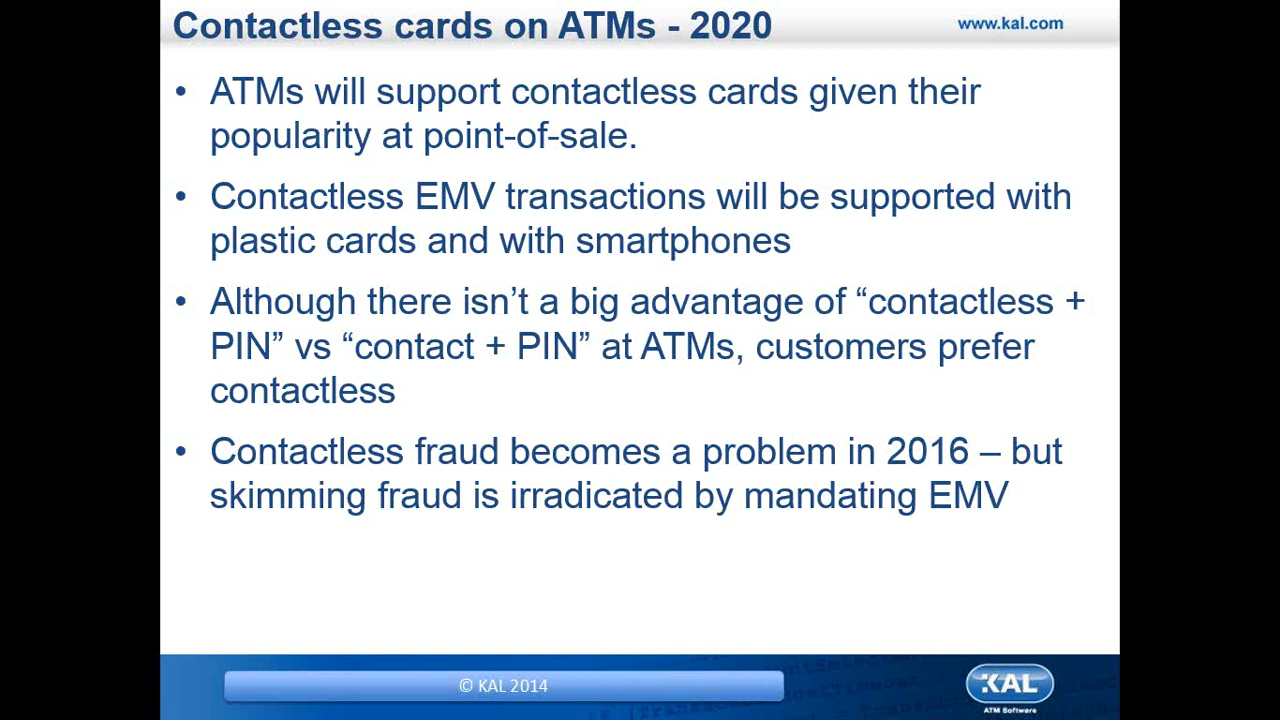 Contactless cards on ATMs - 2020
www.kal.com
• ATMs will support contactless cards given their
popularity at point-of-sale.
• Contactless EMV transactions will be supported with
plastic cards and with smartphones
• Although there isn’t a big advantage of “contactless +
PIN” vs “contact + PIN” at ATMs, customers prefer
contactless
• Contactless fraud becomes a problem in 2016 – but
skimming fraud is irradicated by mandating EMV
© KAL 2014
KAL
ATM Software